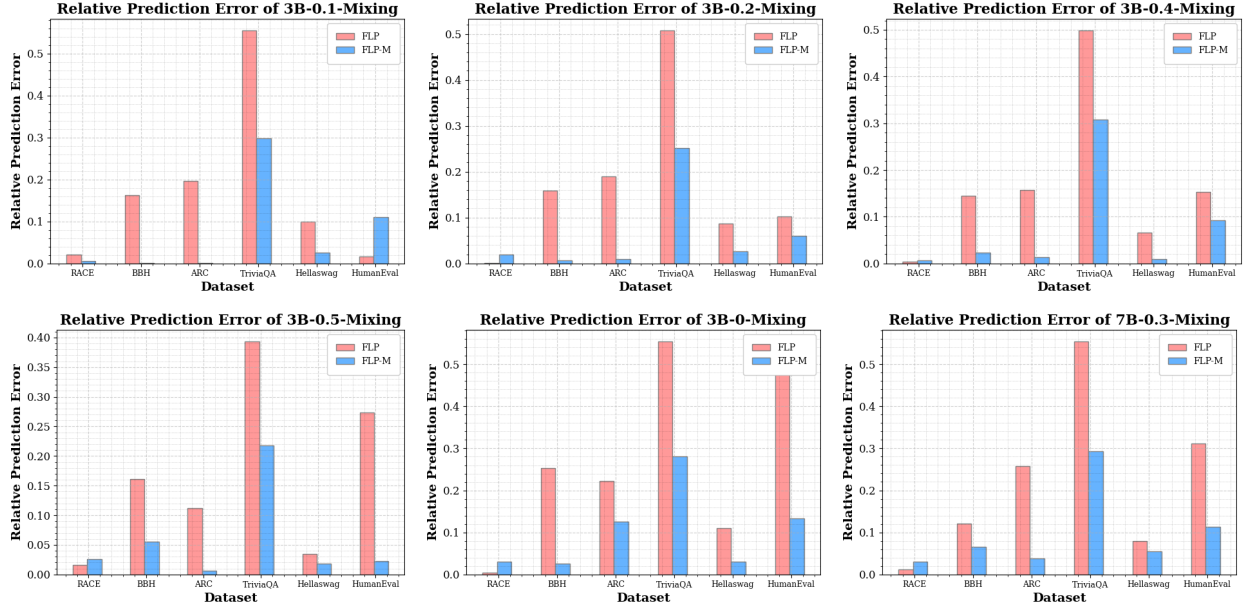 Relative Prediction Error of 3B-0.1-Mixing
Relative Prediction Error
0.5
0.4
0.3
0.2
0.1
0.0
FLP
FLP-M
RACE
BBH
ARC
TriviaQA
Hellaswag
HumanEval
Dataset
Relative Prediction Error of 3B-0.2-Mixing
Relative Prediction Error
0.5
0.4
0.3
0.2
0.1
0.0
FLP
FLP-M
RACE
BBH
ARC
TriviaQA
Hellaswag
HumanEval
Dataset
Relative Prediction Error of 3B-0.4-Mixing
Relative Prediction Error
0.5
0.4
0.3
0.2
0.1
0.0
FLP
FLP-M
RACE
BBH
ARC
TriviaQA
Hellaswag
HumanEval
Dataset
Relative Prediction Error of 3B-0.5-Mixing
Relative Prediction Error
0.40
0.35
0.30
0.25
0.20
0.15
0.10
0.05
0.00
FLP
FLP-M
RACE
BBH
ARC
TriviaQA
Hellaswag
HumanEval
Dataset
Relative Prediction Error of 3B-0-Mixing
Relative Prediction Error
0.5
0.4
0.3
0.2
0.1
0.0
FLP
FLP-M
RACE
BBH
ARC
TriviaQA
Hellaswag
HumanEval
Dataset
Relative Prediction Error of 7B-0.3-Mixing
Relative Prediction Error
0.5
0.4
0.3
0.2
0.1
0.0
FLP
FLP-M
RACE
BBH
ARC
TriviaQA
Hellaswag
HumanEval
Dataset